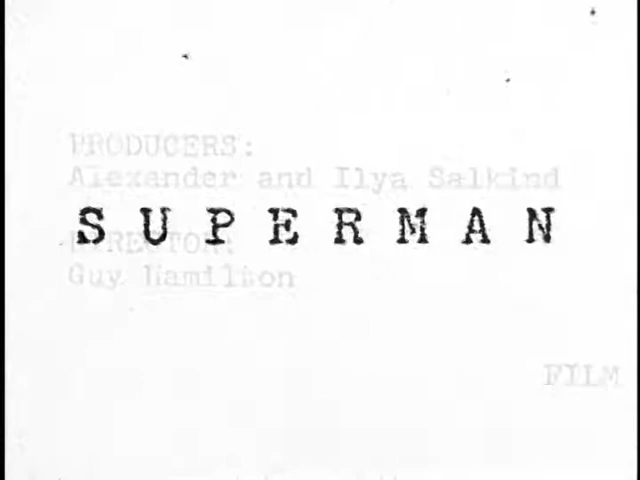 PRODUCERS:
Alexander and Ilya Salkind
SUPERMAN
DIRECTOR:
Guy Hamilton
FILM